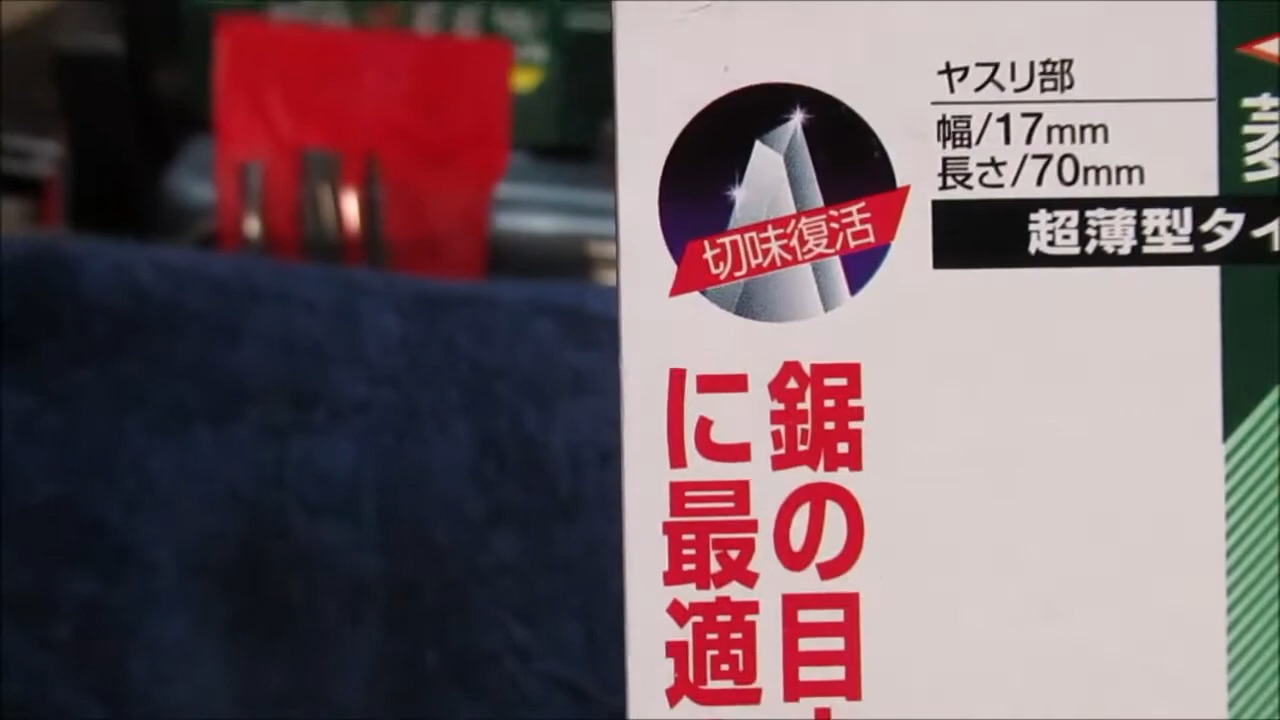 ヤスリ部
幅/17mm
長さ/70mm
超薄型タイ
切味復活
鋸の目
に最適